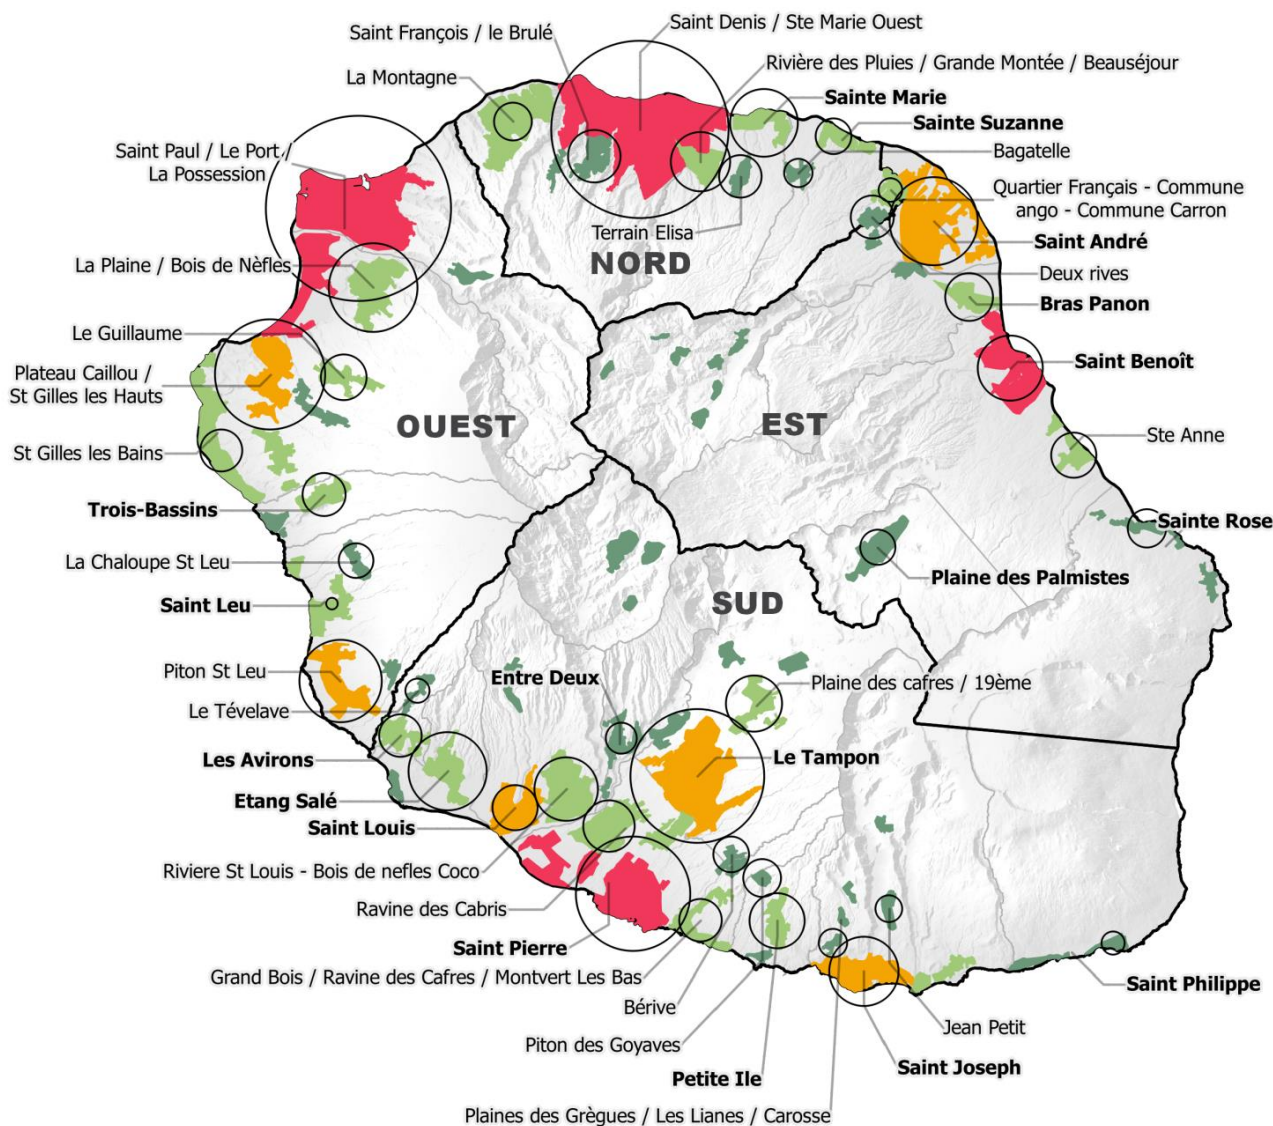 Saint Denis / Ste Marie Ouest
Saint François / le Brulé
Rivière des Pluies / Grande Montée / Beauséjour
La Montagne
Sainte Marie
Sainte Suzanne
Saint Paul / Le Port /
La Possession
Bagatelle
Quartier Français - Commune
ango - Commune Carron
Terrain Elisa
Saint André
NORD
La Plaine / Bois de Nèfles
Deux rives
Bras Panon
Le Guillaume
Saint Benoît
Plateau Caillou /
St Gilles les Hauts
OUEST
EST
Ste Anne
St Gilles les Bains
Trois-Bassins
Sainte Rose
La Chaloupe St Leu
Plaine des Palmistes
Saint Leu
SUD
Piton St Leu
Entre Deux
Plaine des cafres / 19ème
Le Tévelave
Les Avirons
Le Tampon
Etang Salé
Saint Louis
Riviere St Louis - Bois de nefles Coco
Ravine des Cabris
Saint Pierre
Grand Bois / Ravine des Cafres / Montvert Les Bas
Saint Philippe
Bérive
Jean Petit
Piton des Goyaves
Saint Joseph
Petite Ile
Plaines des Grègues / Les Lianes / Carosse